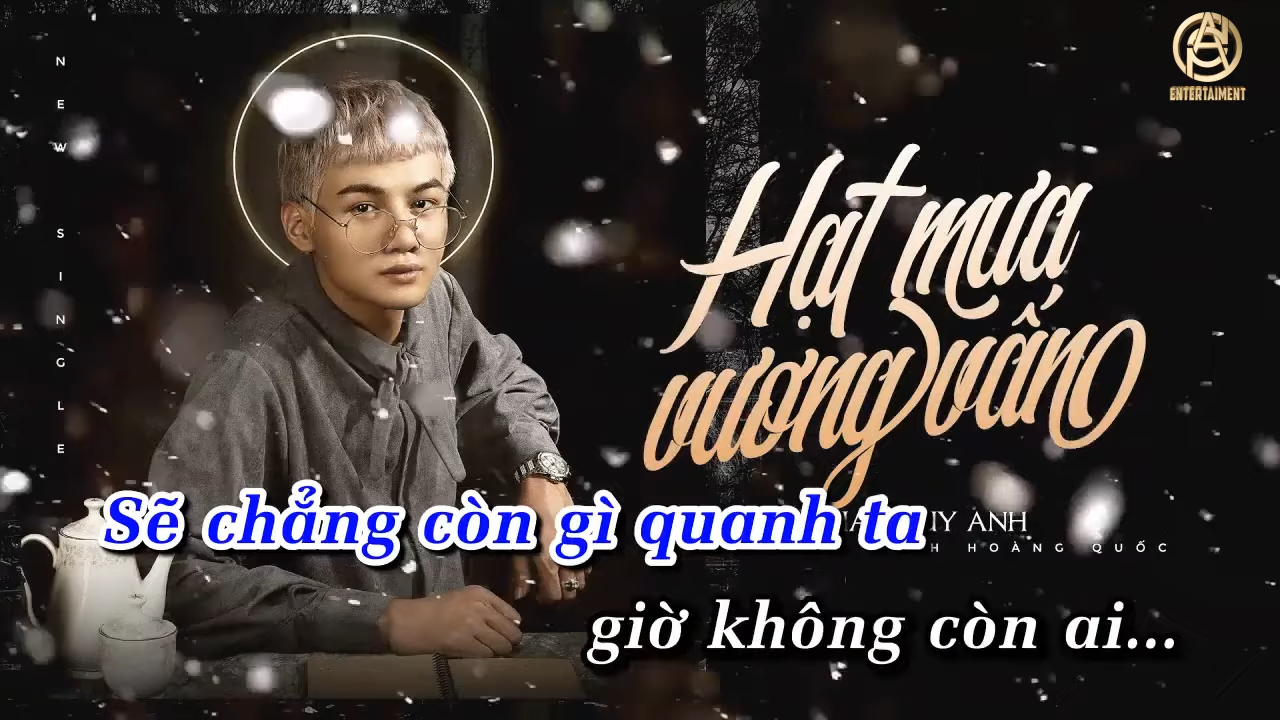 NEW SINGLE
ENTERTAIMENT
Hạt mưa
vương vấn
Sẽ chẳng còn gì quanh ta
ANH
HOÀNG QUỐC
giờ không còn ai...